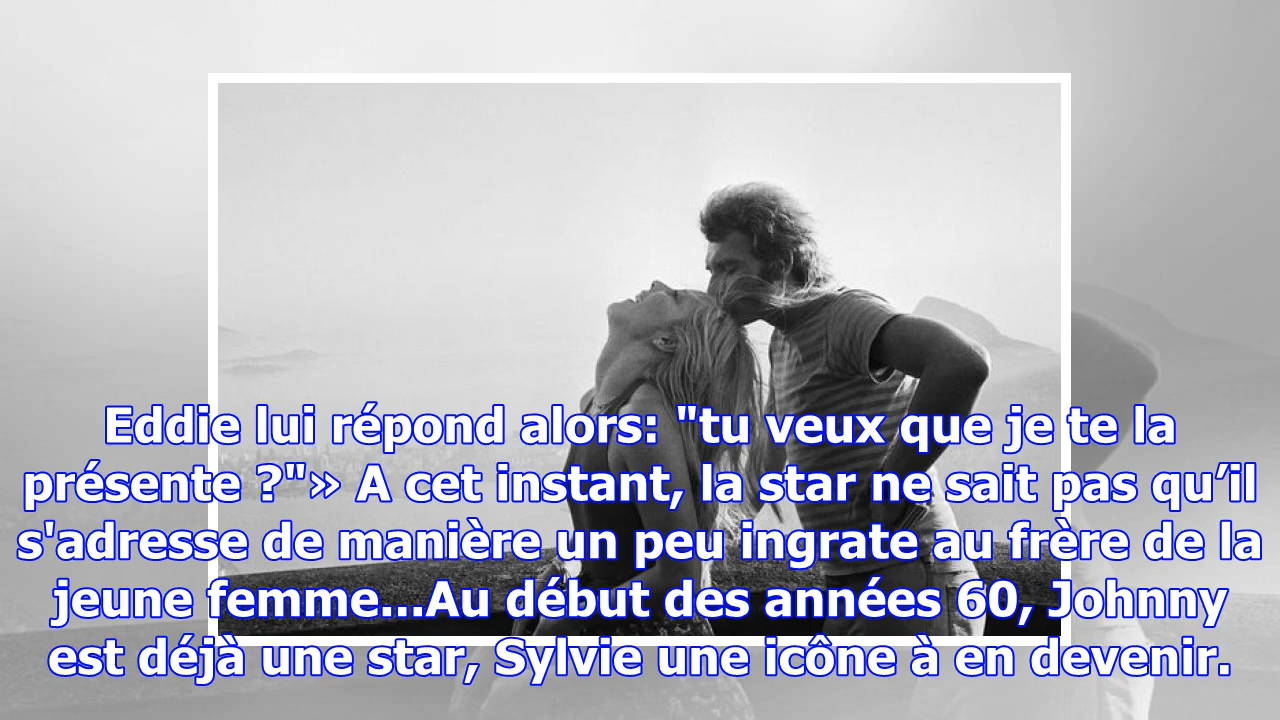 Eddie lui répond alors: "tu veux que je te la
présente ?"» A cet instant, la star ne sait pas qu’il
s'adresse de manière un peu ingrate au frère de la
jeune femme...Au début des années 60, Johnny
est déjà une star, Sylvie une icône à en devenir.